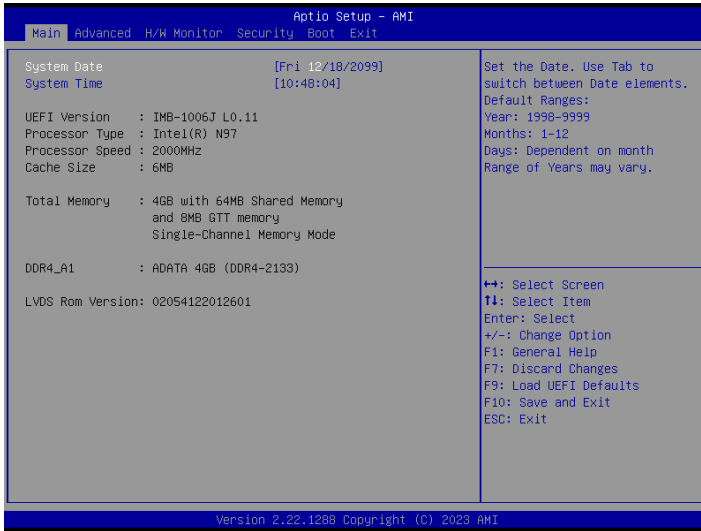 Aptio Setup - AMI
Main Advanced H/W Monitor Security Boot Exit
System Date [Fri 12/18/2099]
System Time [10:48:04]
UEFI Version : IMB-1006J L0.11
Processor Type : Intel(R) N97
Processor Speed : 2000MHz
Cache Size : 6MB
Total Memory : 4GB with 64MB Shared Memory
and 8MB GTT memory
Single-Channel Memory Mode
DDR4_A1 : ADATA 4GB (DDR4-2133)
LVDS Rom Version: 02054122012601
Set the Date. Use Tab to
switch between Date elements.
Default Ranges:
Year: 1998-9999
Months: 1-12
Days: Dependent on month
Range of Years may vary.
↔: Select Screen
↑↓: Select Item
Enter: Select
+/-: Change Option
F1: General Help
F7: Discard Changes
F9: Load UEFI Defaults
F10: Save and Exit
ESC: Exit
Version 2.22.1288 Copyright (C) 2023 AMI